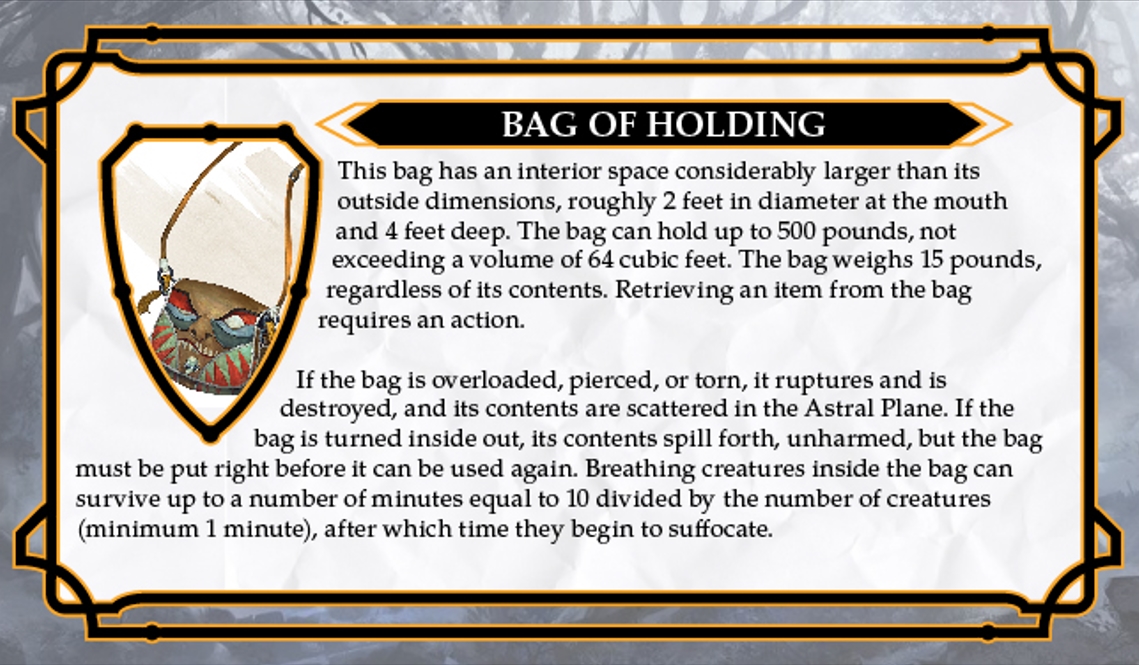 BAG OF HOLDING
This bag has an interior space considerably larger than its
outside dimensions, roughly 2 feet in diameter at the mouth
and 4 feet deep. The bag can hold up to 500 pounds, not
exceeding a volume of 64 cubic feet. The bag weighs 15 pounds,
regardless of its contents. Retrieving an item from the bag
requires an action.
If the bag is overloaded, pierced, or torn, it ruptures and is
destroyed, and its contents are scattered in the Astral Plane. If the
bag is turned inside out, its contents spill forth, unharmed, but the bag
must be put right before it can be used again. Breathing creatures inside the bag can
survive up to a number of minutes equal to 10 divided by the number of creatures
(minimum 1 minute), after which time they begin to suffocate.